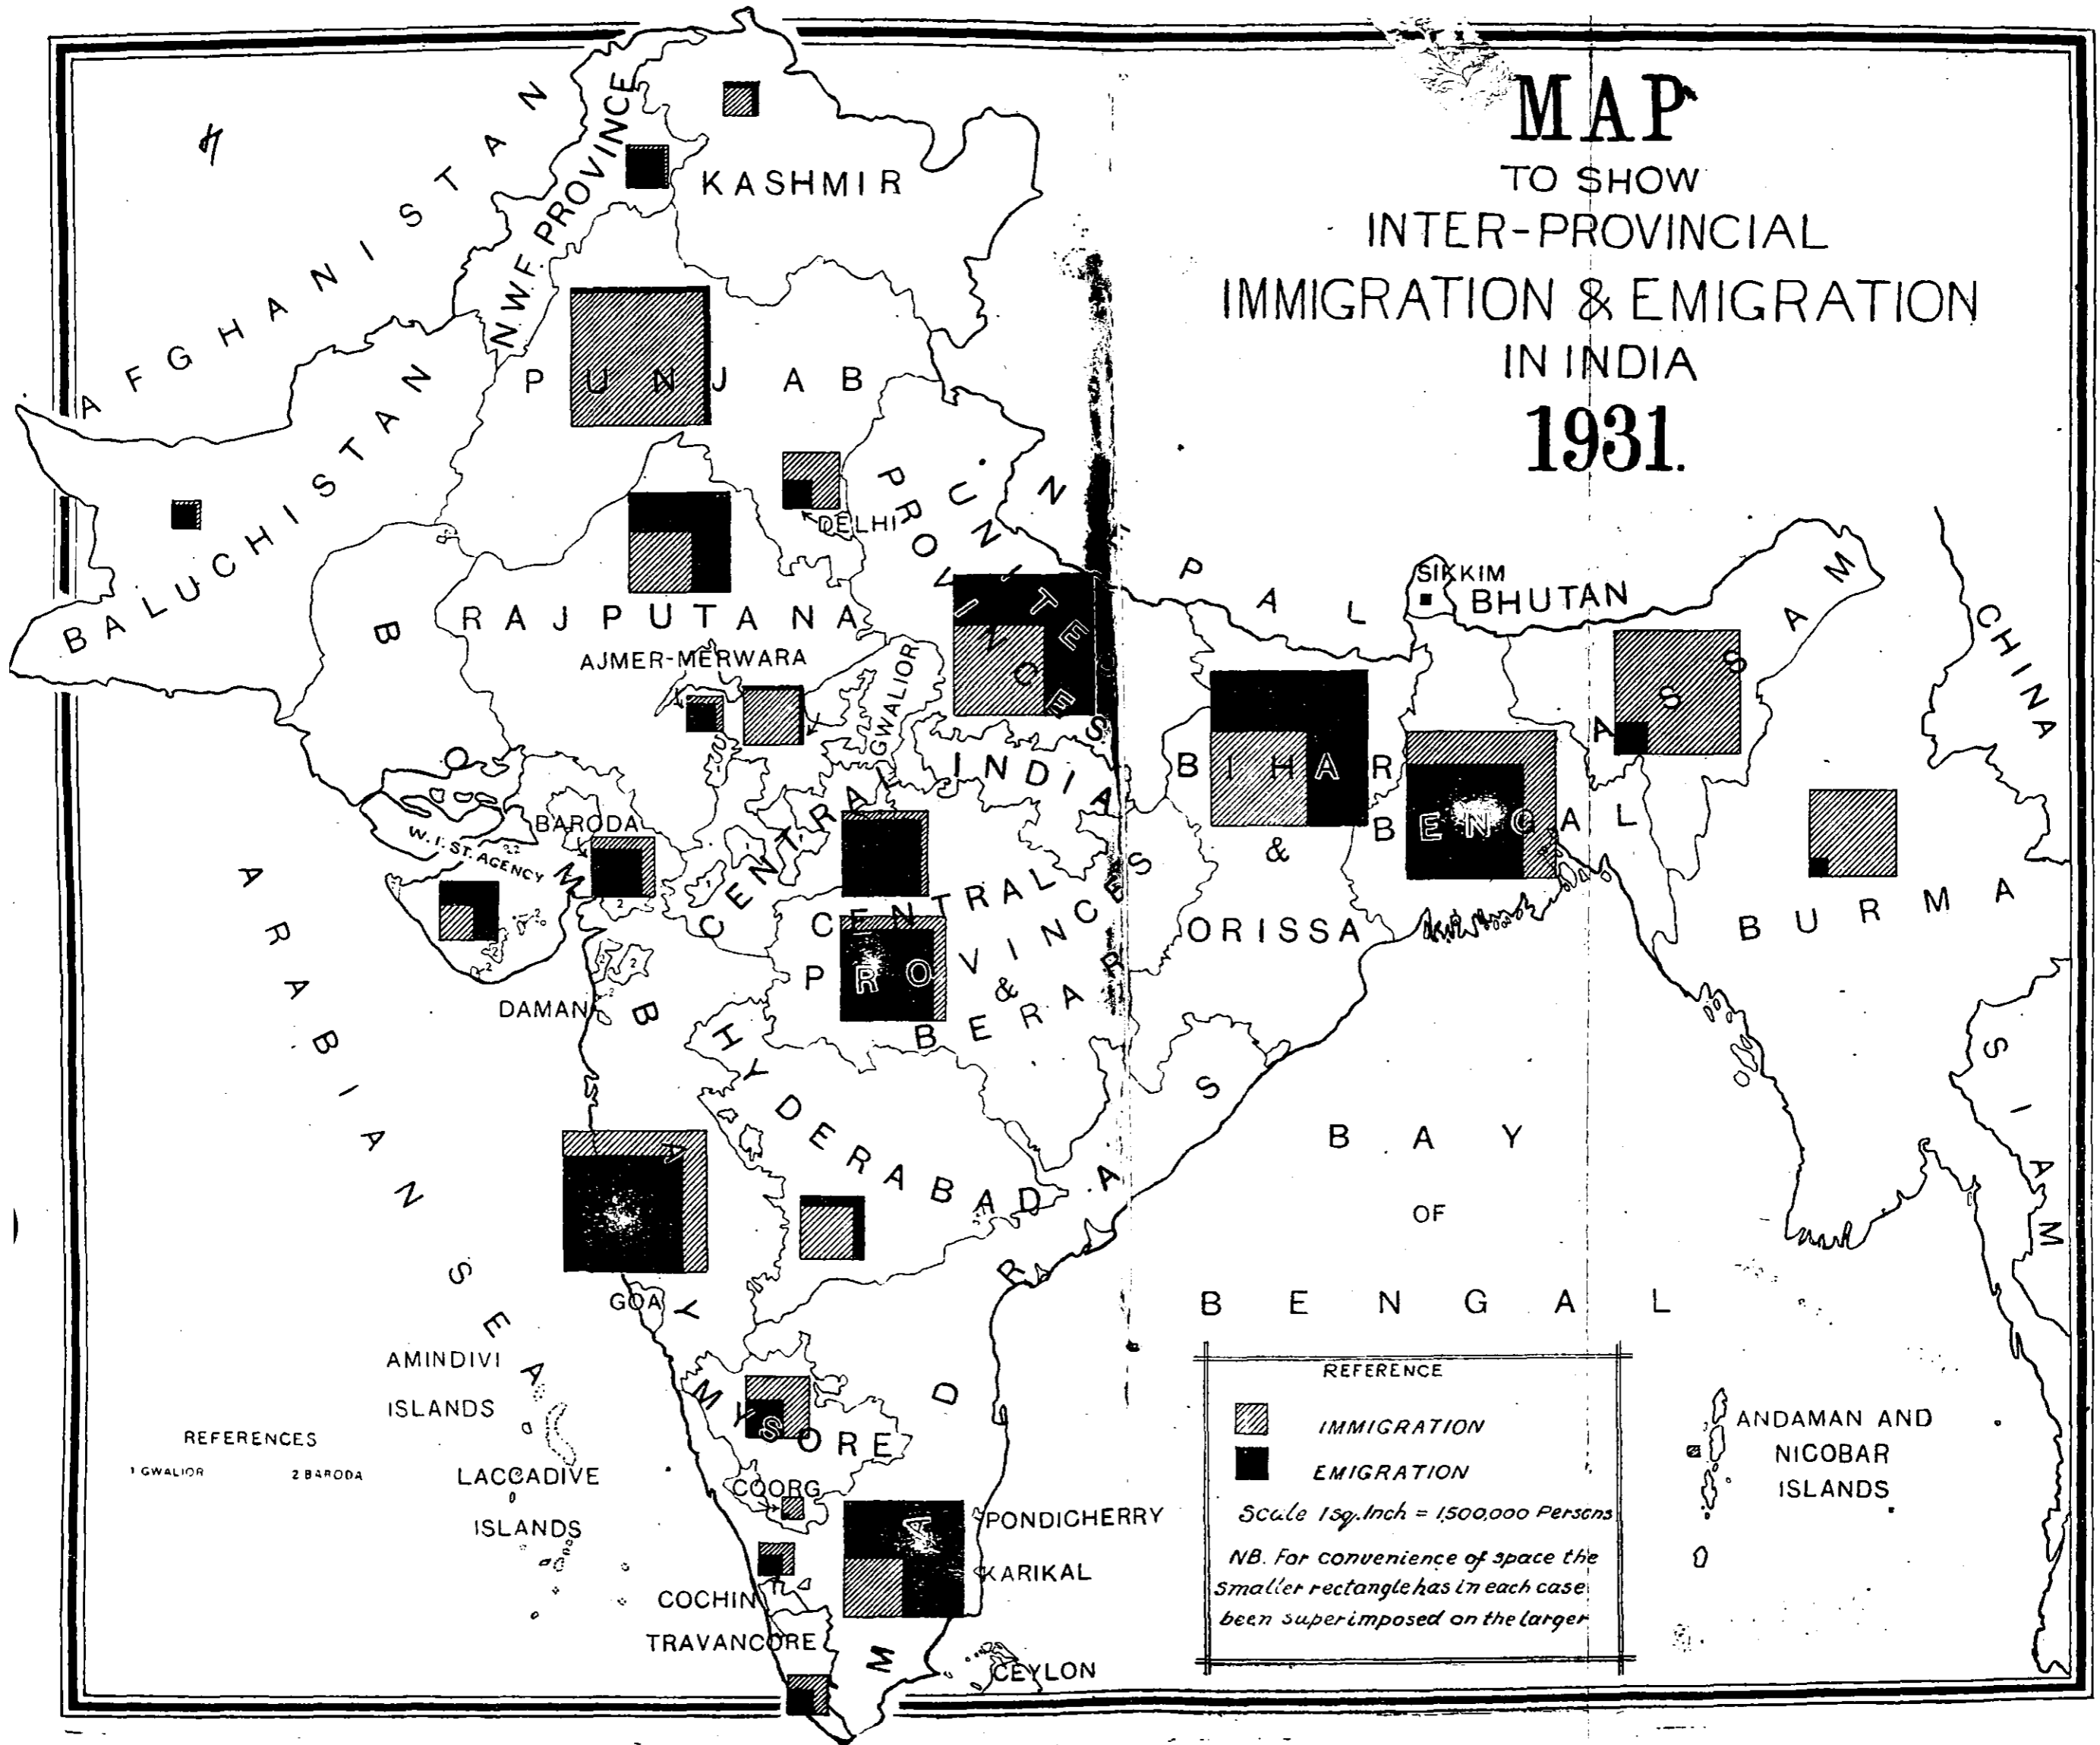 MAP
TO SHOW
INTER-PROVINCIAL
IMMIGRATION & EMIGRATION
IN INDIA
1931.
AFGHANISTAN
N.W.F. PROVINCE
KASHMIR
PUNJAB
BALUCHISTAN
DELHI
UNITED
PROVINCES
NEPAL
SIKKIM
BHUTAN
ASSAM
CHINA
RAJPUTANA
AJMER-MERWARA
GWALIOR
CENTRAL INDIA
BIHAR
&
ORISSA
BENGAL
BURMA
SIAM
BOMBAY
BARODA
W.I. ST. AGENCY
DAMAN
CENTRAL
PROVINCES
&
BERAR
HYDERABAD
MADRAS
ARABIAN SEA
BAY
OF
BENGAL
GOA
MYSORE
COORG
AMINDIVI
ISLANDS
LACCADIVE
ISLANDS
REFERENCES
1 GWALIOR 2 BARODA
COCHIN
TRAVANCORE
PONDICHERRY
KARIKAL
CEYLON
REFERENCE
IMMIGRATION
EMIGRATION
Scale 1 sq. Inch = 1,500,000 Persons
NB. For convenience of space the
smaller rectangle has in each case
been superimposed on the larger
ANDAMAN AND
NICOBAR
ISLANDS